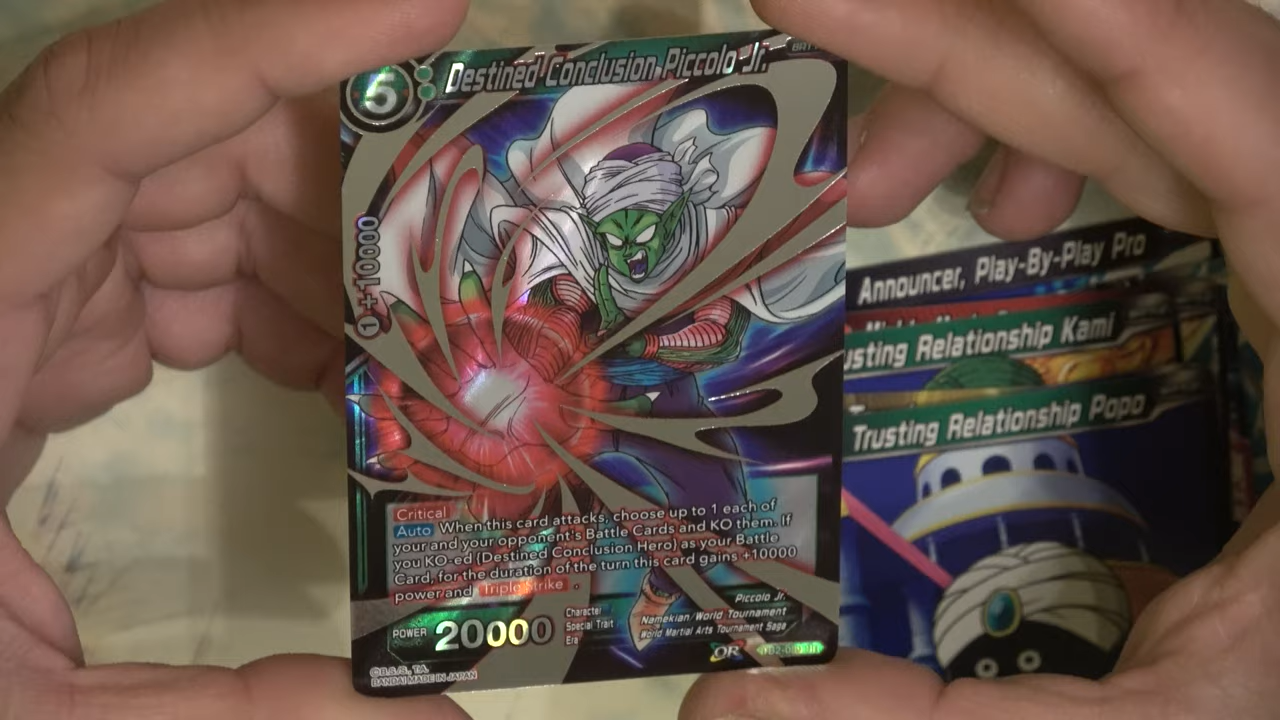 5
Destined Conclusion Piccolo Jr.
1 +10000
Critical
Auto When this card attacks, choose up to 1 each of
your and your opponent's Battle Cards and KO them. If
you KO-ed {Destined Conclusion Hero} as your Battle
Card, for the duration of the turn this card gains +10000
power and Triple Strike .
POWER 20000
Character Piccolo Jr.
Special Trait Namekian/World Tournament
Era World Martial Arts Tournament Saga
©B.S./S., T.A.
BANDAI MADE IN JAPAN
Announcer, Play-By-Play Pro
usting Relationship Kami
Trusting Relationship Popo